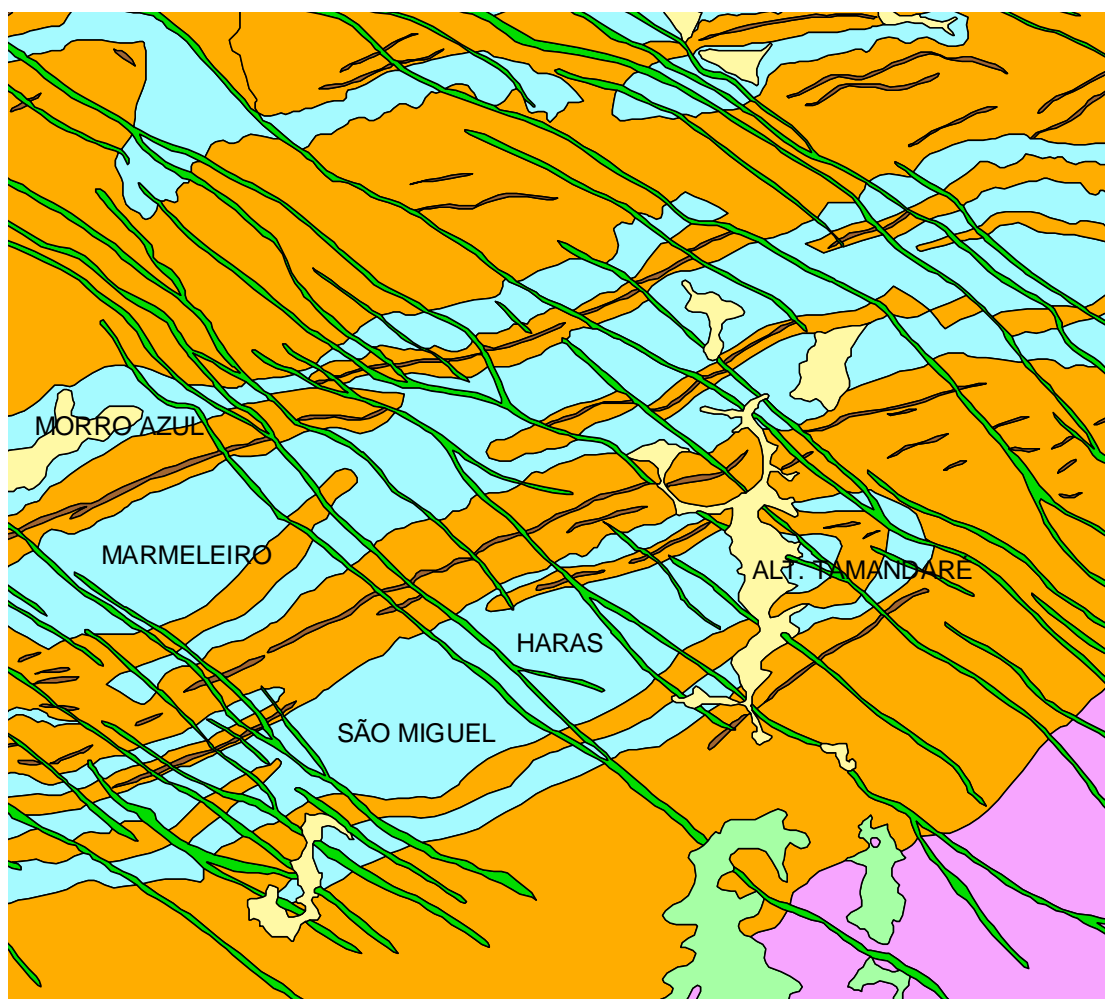 MORRO AZUL
MARMELEIRO
ALT. TAMANDARÉ
HARAS
SÃO MIGUEL